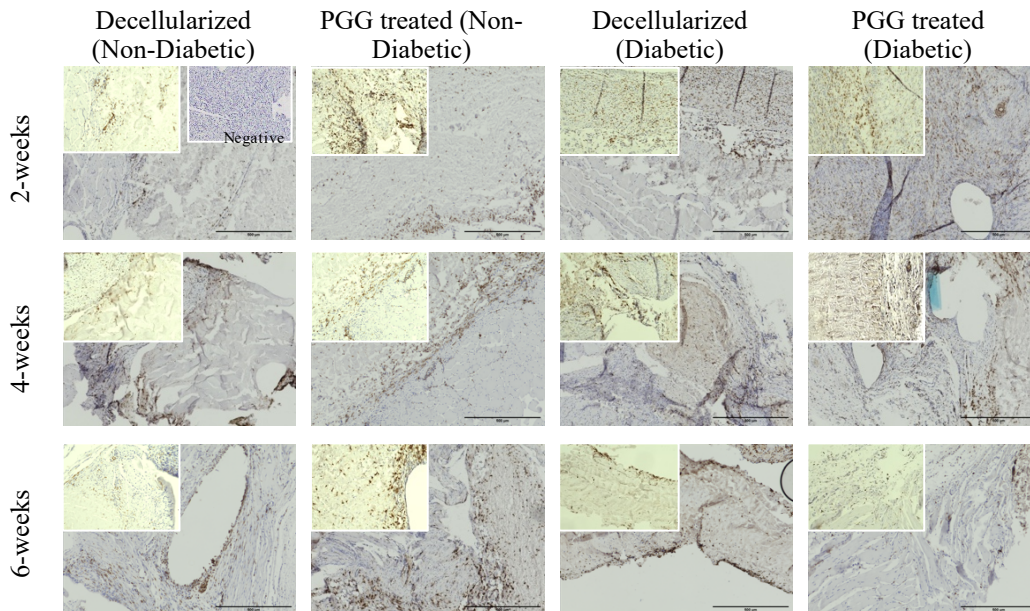 Decellularized
(Non-Diabetic)
PGG treated (Non-
Diabetic)
Decellularized
(Diabetic)
PGG treated
(Diabetic)
2-weeks
Negative
4-weeks
6-weeks